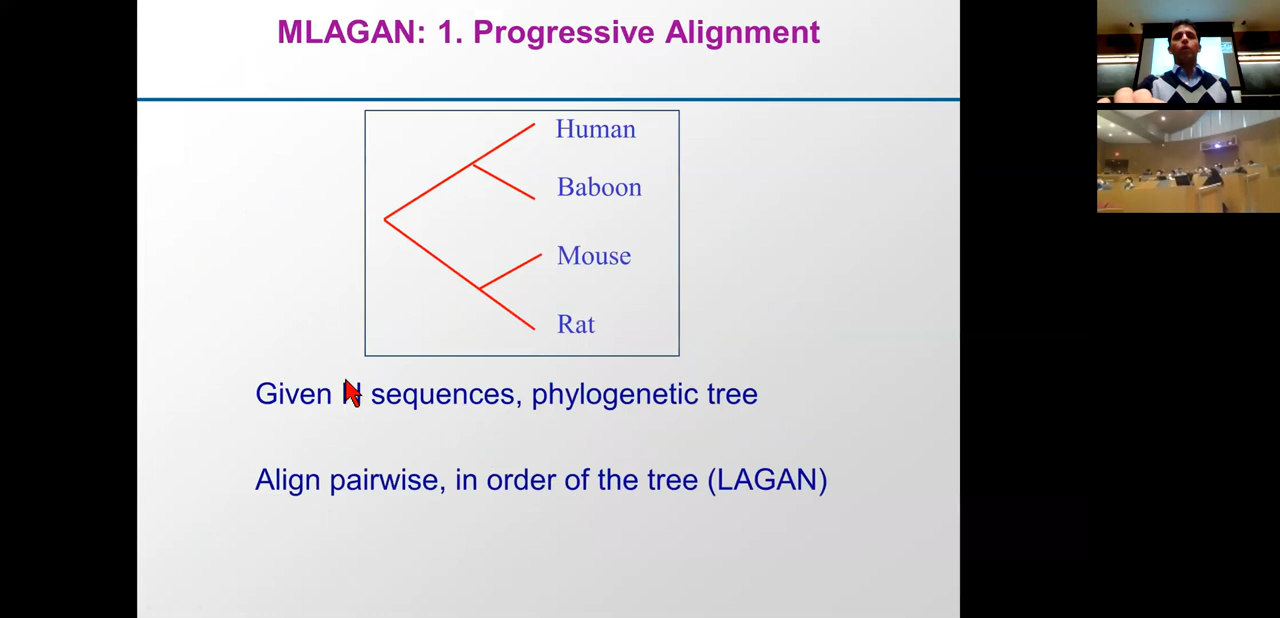 MLAGAN: 1. Progressive Alignment
Human
Baboon
Mouse
Rat
Given N sequences, phylogenetic tree
Align pairwise, in order of the tree (LAGAN)